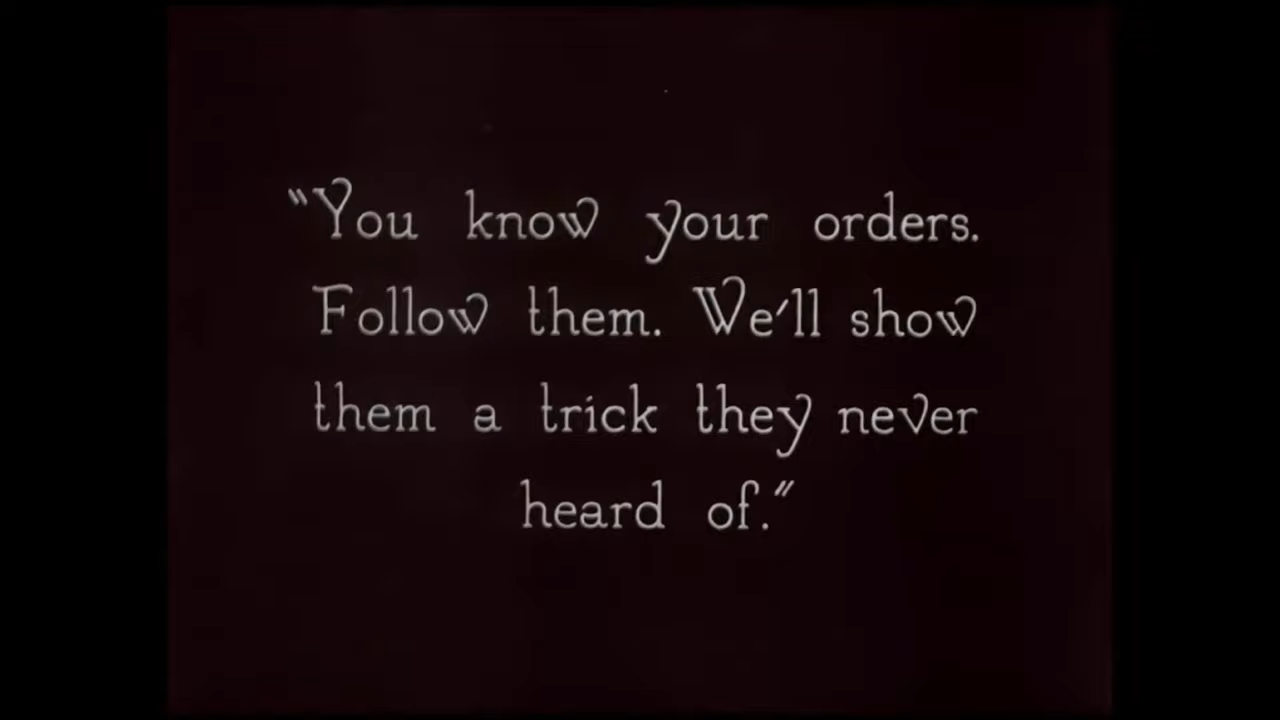 "You know your orders.
Follow them. We'll show
them a trick they never
heard of."